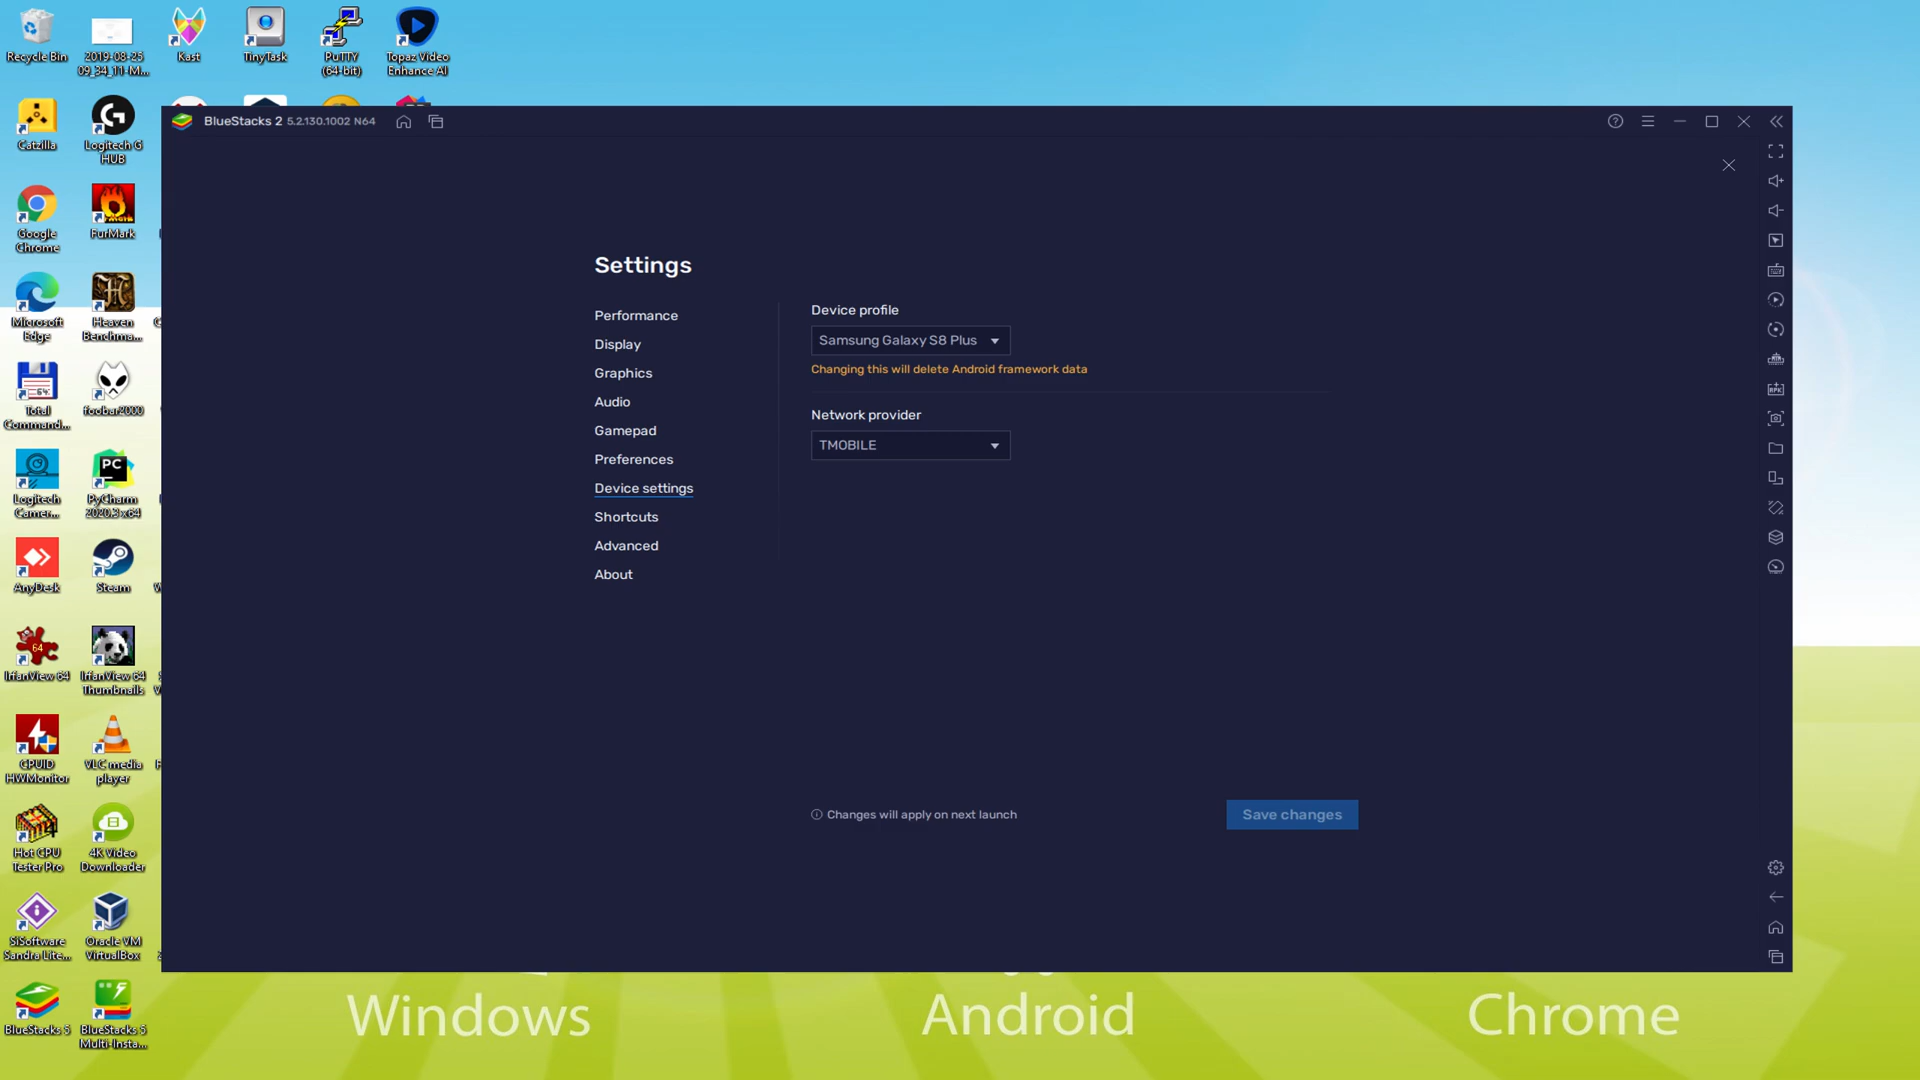 Recycle Bin
2019-08-25
09_34_11-M...
Kast
TinyTask
PuTTY
(64-bit)
Topaz Video
Enhance AI
Catzilla
Logitech G
HUB
Google
Chrome
FurMark
Microsoft
Edge
Heaven
Benchma...
Total
Command...
foobar2000
Logitech
Camer...
PyCharm
2020.3 x64
AnyDesk
Steam
IrfanView 64
IrfanView 64
Thumbnails
CPUID
HWMonitor
VLC media
player
Hot CPU
Tester Pro
4K Video
Downloader
SiSoftware
Sandra Lite...
Oracle VM
VirtualBox
BlueStacks 5
BlueStacks 5
Multi-Insta...
BlueStacks 2 5.2.130.1002 N64
Settings
Performance
Display
Graphics
Audio
Gamepad
Preferences
Device settings
Shortcuts
Advanced
About
Device profile
Samsung Galaxy S8 Plus
Changing this will delete Android framework data
Network provider
TMOBILE
Changes will apply on next launch
Save changes
Windows
Android
Chrome